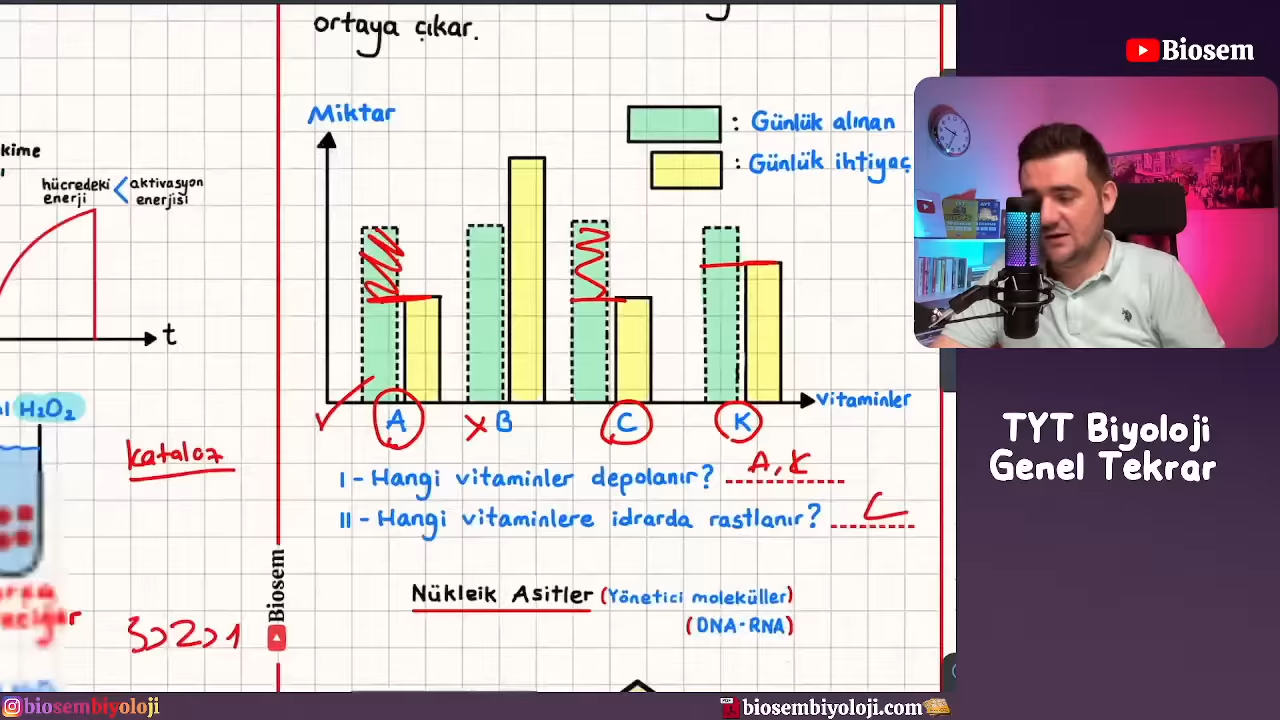 ortaya çıkar.
Biosem
Miktar
: Günlük alınan
: Günlük ihtiyaç
kime
hücredeki enerji < aktivasyon enerjisi
t
H2O2
katalaz
3>2>1
A
B
C
K
Vitaminler
I - Hangi vitaminler depolanır? A, K
II - Hangi vitaminlere idrarda rastlanır? C
Biosem
Nükleik Asitler (Yönetici moleküller)
(DNA-RNA)
TYT Biyoloji
Genel Tekrar
biosembiyoloji
biosembiyoloji.com